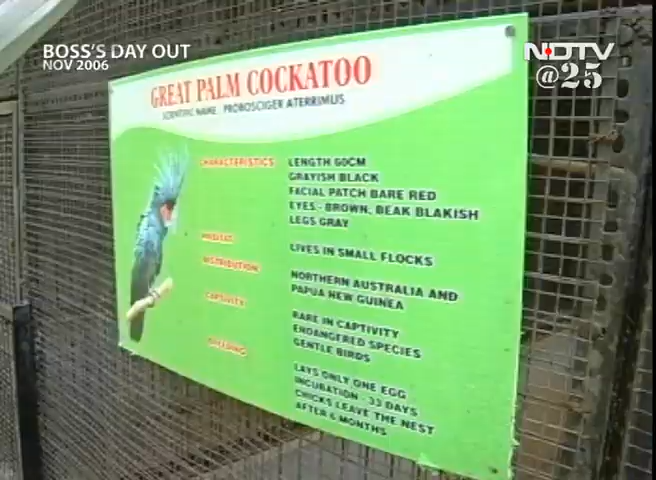 BOSS'S DAY OUT
NOV 2006
NDTV
@25
GREAT PALM COCKATOO
SCIENTIFIC NAME : PROBOSCIGER ATERRIMUS
CHARACTERISTICS LENGTH 60CM
GRAYISH BLACK
FACIAL PATCH BARE RED
EYES - BROWN, BEAK BLAKISH
LEGS GRAY
HABITAT LIVES IN SMALL FLOCKS
DISTRIBUTION NORTHERN AUSTRALIA AND
PAPUA NEW GUINEA
CAPTIVITY RARE IN CAPTIVITY
ENDANGERED SPECIES
GENTLE BIRDS
BREEDING LAYS ONLY ONE EGG
INCUBATION - 33 DAYS
CHICKS LEAVE THE NEST
AFTER 6 MONTHS